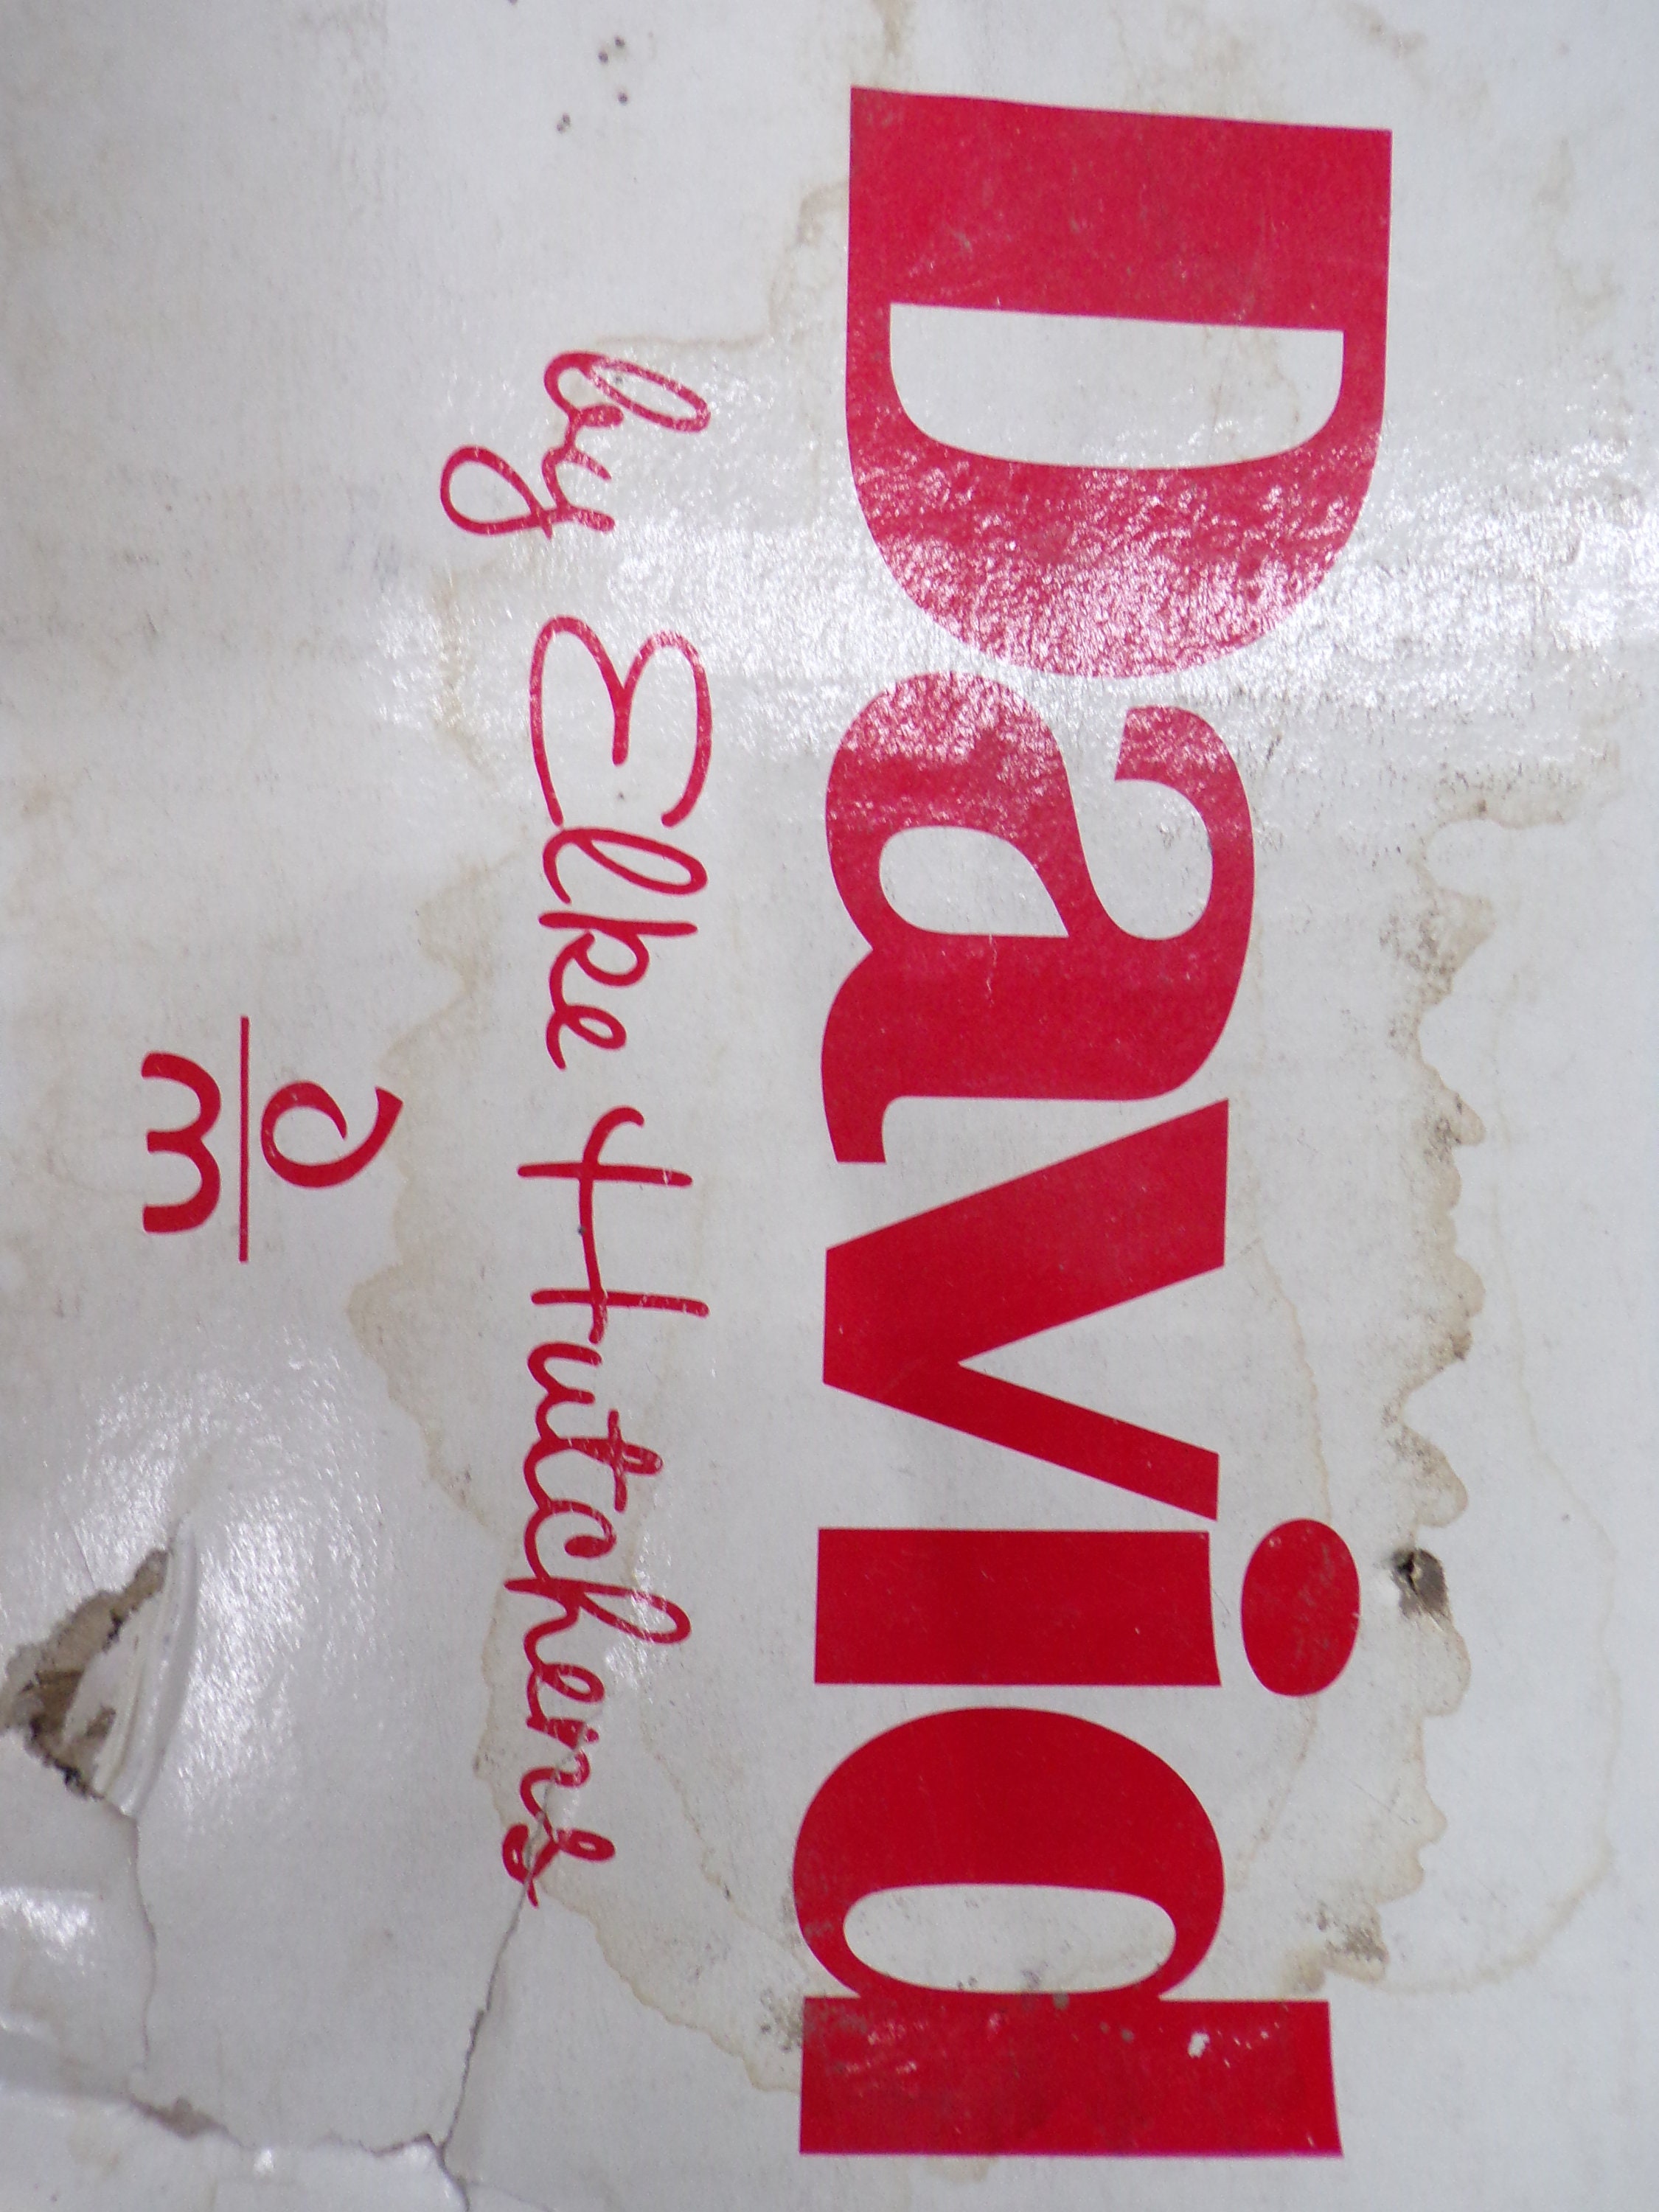 David
by Elke Hutchens
d
m